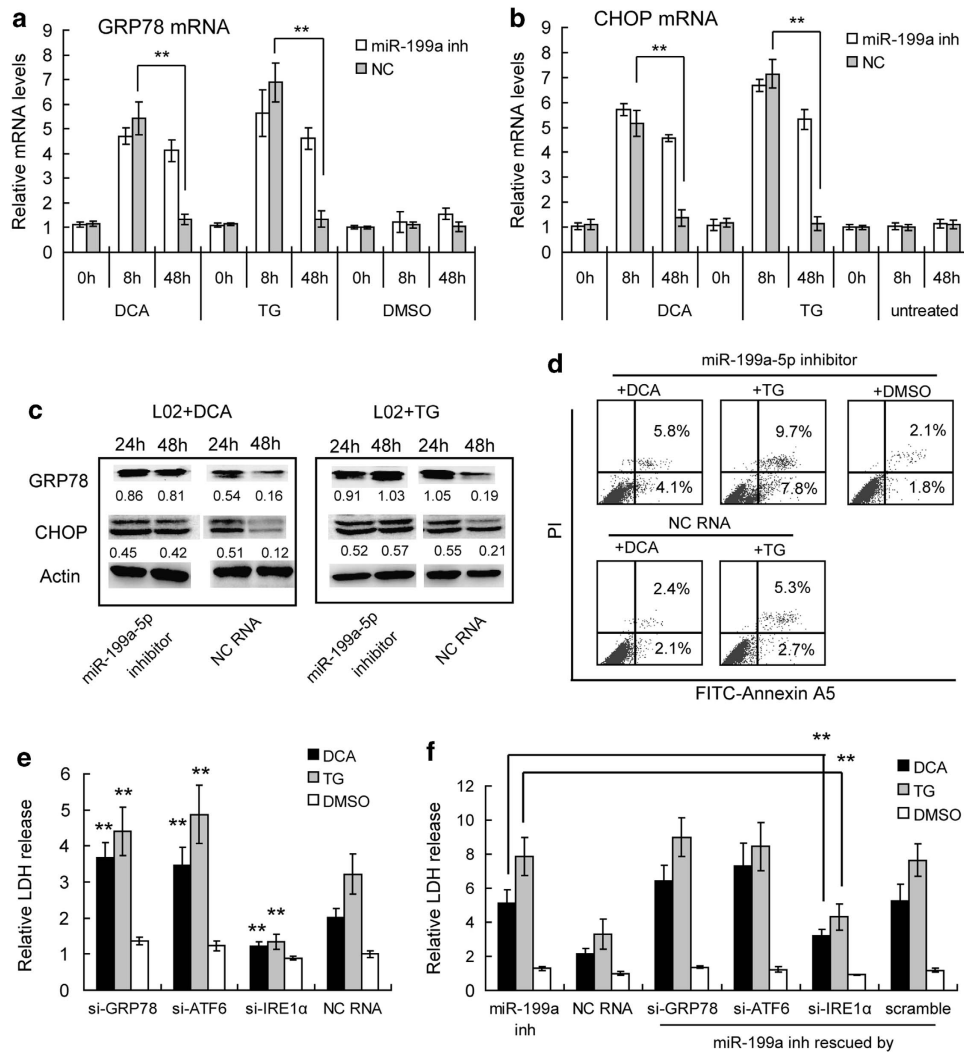 a
GRP78 mRNA
Relative mRNA levels
9
8
7
6
5
4
3
2
1
0
**
**
miR-199a inh
NC
0h 8h 48h 0h 8h 48h 0h 8h 48h
DCA TG DMSO
b
CHOP mRNA
Relative mRNA levels
9
8
7
6
5
4
3
2
1
0
**
**
miR-199a inh
NC
0h 8h 48h 0h 8h 48h 0h 8h 48h
DCA TG untreated
c
L02+DCA L02+TG
24h 48h 24h 48h 24h 48h 24h 48h
GRP78
0.86 0.81 0.54 0.16 0.91 1.03 1.05 0.19
CHOP
0.45 0.42 0.51 0.12 0.52 0.57 0.55 0.21
Actin
miR-199a-5p
inhibitor
NC RNA
miR-199a-5p
inhibitor
NC RNA
d
miR-199a-5p inhibitor
+DCA +TG +DMSO
5.8% 9.7% 2.1%
4.1% 7.8% 1.8%
NC RNA
+DCA +TG
2.4% 5.3%
2.1% 2.7%
PI
FITC-Annexin A5
e
Relative LDH release
6
5
4
3
2
1
0
DCA
TG
DMSO
** ** ** ** ** **
si-GRP78 si-ATF6 si-IRE1α NC RNA
f
Relative LDH release
12
10
8
6
4
2
0
**
**
DCA
TG
DMSO
miR-199a NC RNA si-GRP78 si-ATF6 si-IRE1α scramble
inh
miR-199a inh rescued by